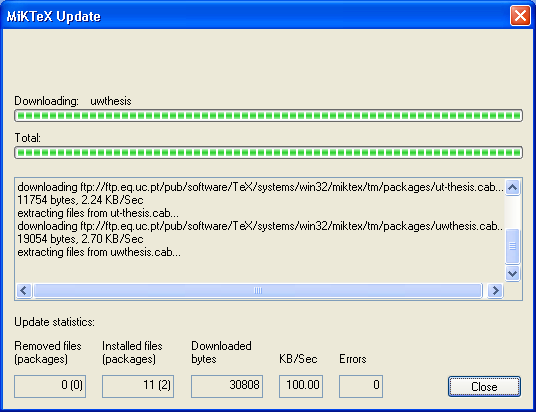 MiKTeX Update
Downloading: uwthesis
Total:
downloading ftp://ftp.eq.uc.pt/pub/software/TeX/systems/win32/miktex/tm/packages/ut-thesis.cab...
11754 bytes, 2.24 KB/Sec
extracting files from ut-thesis.cab...
downloading ftp://ftp.eq.uc.pt/pub/software/TeX/systems/win32/miktex/tm/packages/uwthesis.cab...
19054 bytes, 2.70 KB/Sec
extracting files from uwthesis.cab...
Update statistics:
Removed files (packages)
Installed files (packages)
Downloaded bytes
KB/Sec
Errors
0 (0)
11 (2)
30808
100.00
0
Close